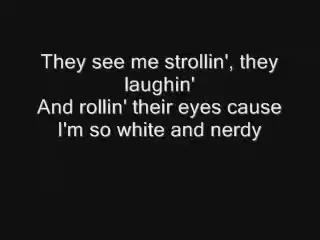 They see me strollin', they
laughin'
And rollin' their eyes cause
I'm so white and nerdy